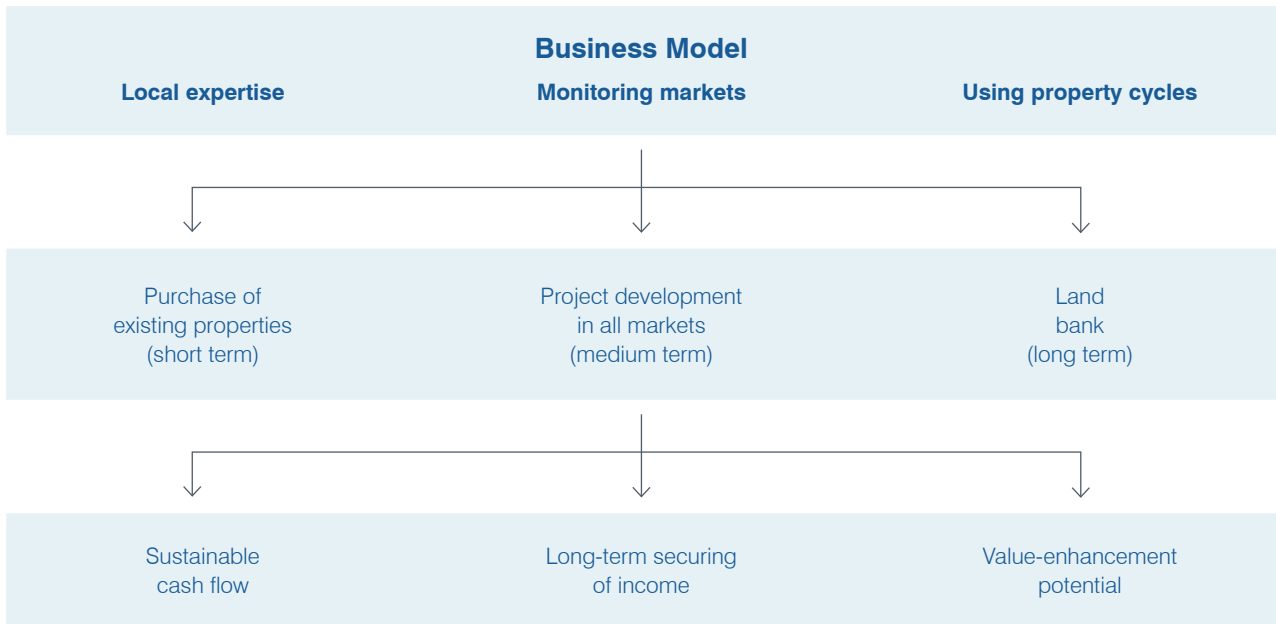 Business Model
Local expertise
Monitoring markets
Using property cycles
Purchase of
existing properties
(short term)
Project development
in all markets
(medium term)
Land
bank
(long term)
Sustainable
cash flow
Long-term securing
of income
Value-enhancement
potential